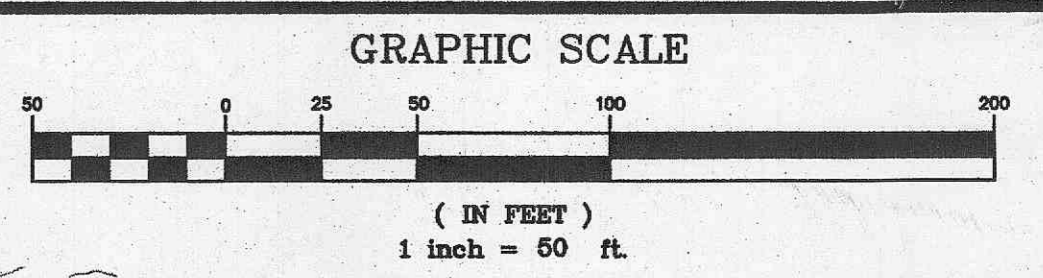 GRAPHIC SCALE
50 0 25 50 100 200
( IN FEET )
1 inch = 50 ft.